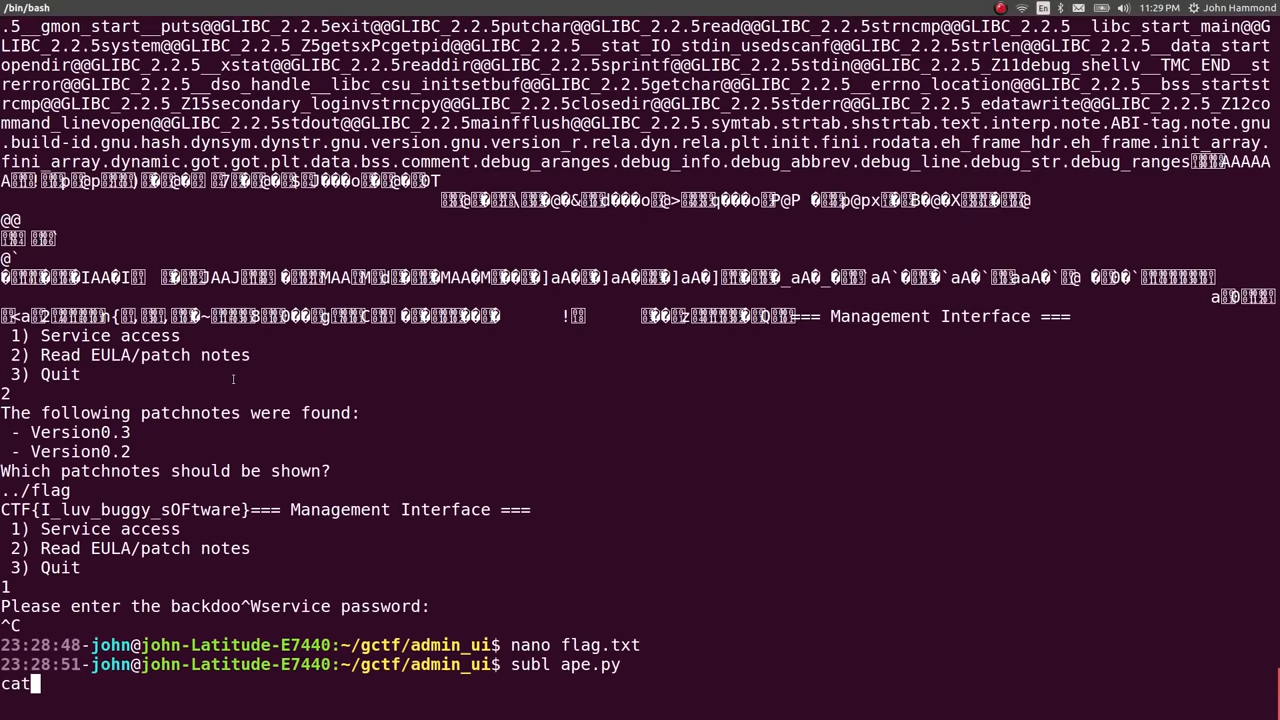 /bin/bash
En
11:29 PM
John Hammond
.5__gmon_start__puts@@GLIBC_2.2.5exit@@GLIBC_2.2.5putchar@@GLIBC_2.2.5read@@GLIBC_2.2.5strncmp@@GLIBC_2.2.5__libc_start_main@@G
LIBC_2.2.5system@@GLIBC_2.2.5_Z5getsxPcgetpid@@GLIBC_2.2.5__stat_IO_stdin_usedscanf@@GLIBC_2.2.5strlen@@GLIBC_2.2.5__data_start
opendir@@GLIBC_2.2.5__xstat@@GLIBC_2.2.5readdir@@GLIBC_2.2.5sprintf@@GLIBC_2.2.5stdin@@GLIBC_2.2.5_Z11debug_shellv__TMC_END__st
rerror@@GLIBC_2.2.5__dso_handle__libc_csu_initsetbuf@@GLIBC_2.2.5getchar@@GLIBC_2.2.5__errno_location@@GLIBC_2.2.5__bss_startst
rcmp@@GLIBC_2.2.5_Z15secondary_loginvstrncpy@@GLIBC_2.2.5closedir@@GLIBC_2.2.5stderr@@GLIBC_2.2.5_edatawrite@@GLIBC_2.2.5_Z12co
mmand_linevopen@@GLIBC_2.2.5stdout@@GLIBC_2.2.5mainfflush@@GLIBC_2.2.5.symtab.strtab.shstrtab.text.interp.note.ABI-tag.note.gnu
.build-id.gnu.hash.dynsym.dynstr.gnu.version.gnu.version_r.rela.dyn.rela.plt.init.fini.rodata.eh_frame_hdr.eh_frame.init_array.
fini_array.dynamic.got.got.plt.data.bss.comment.debug_aranges.debug_info.debug_abbrev.debug_line.debug_str.debug_ranges
@@
@`
=== Management Interface ===
1) Service access
2) Read EULA/patch notes
3) Quit
2
The following patchnotes were found:
- Version0.3
- Version0.2
Which patchnotes should be shown?
../flag
CTF{I_luv_buggy_sOFtware}=== Management Interface ===
1) Service access
2) Read EULA/patch notes
3) Quit
1
Please enter the backdoo^Wservice password:
^C
23:28:48-john@john-Latitude-E7440:~/gctf/admin_ui$ nano flag.txt
23:28:51-john@john-Latitude-E7440:~/gctf/admin_ui$ subl ape.py
cat